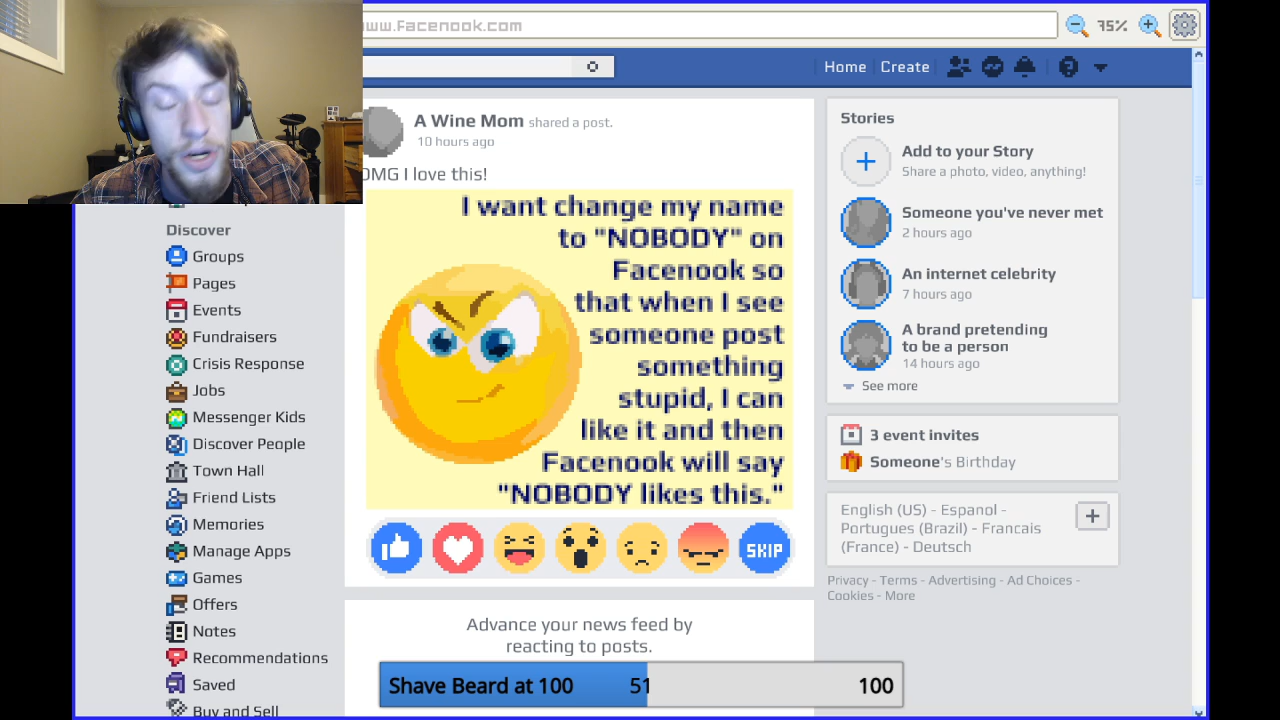 www.Facenook.com
75%
Home
Create
A Wine Mom shared a post.
10 hours ago
OMG I love this!
I want change my name
to "NOBODY" on
Facenook so
that when I see
someone post
something
stupid, I can
like it and then
Facenook will say
"NOBODY likes this."
SKIP
Advance your news feed by
reacting to posts.
Shave Beard at 100 51 100
Discover
Groups
Pages
Events
Fundraisers
Crisis Response
Jobs
Messenger Kids
Discover People
Town Hall
Friend Lists
Memories
Manage Apps
Games
Offers
Notes
Recommendations
Saved
Buy and Sell
Stories
Add to your Story
Share a photo, video, anything!
Someone you've never met
2 hours ago
An internet celebrity
7 hours ago
A brand pretending
to be a person
14 hours ago
See more
3 event invites
Someone's Birthday
English (US) - Espanol -
Portugues (Brazil) - Francais
(France) - Deutsch
Privacy - Terms - Advertising - Ad Choices -
Cookies - More